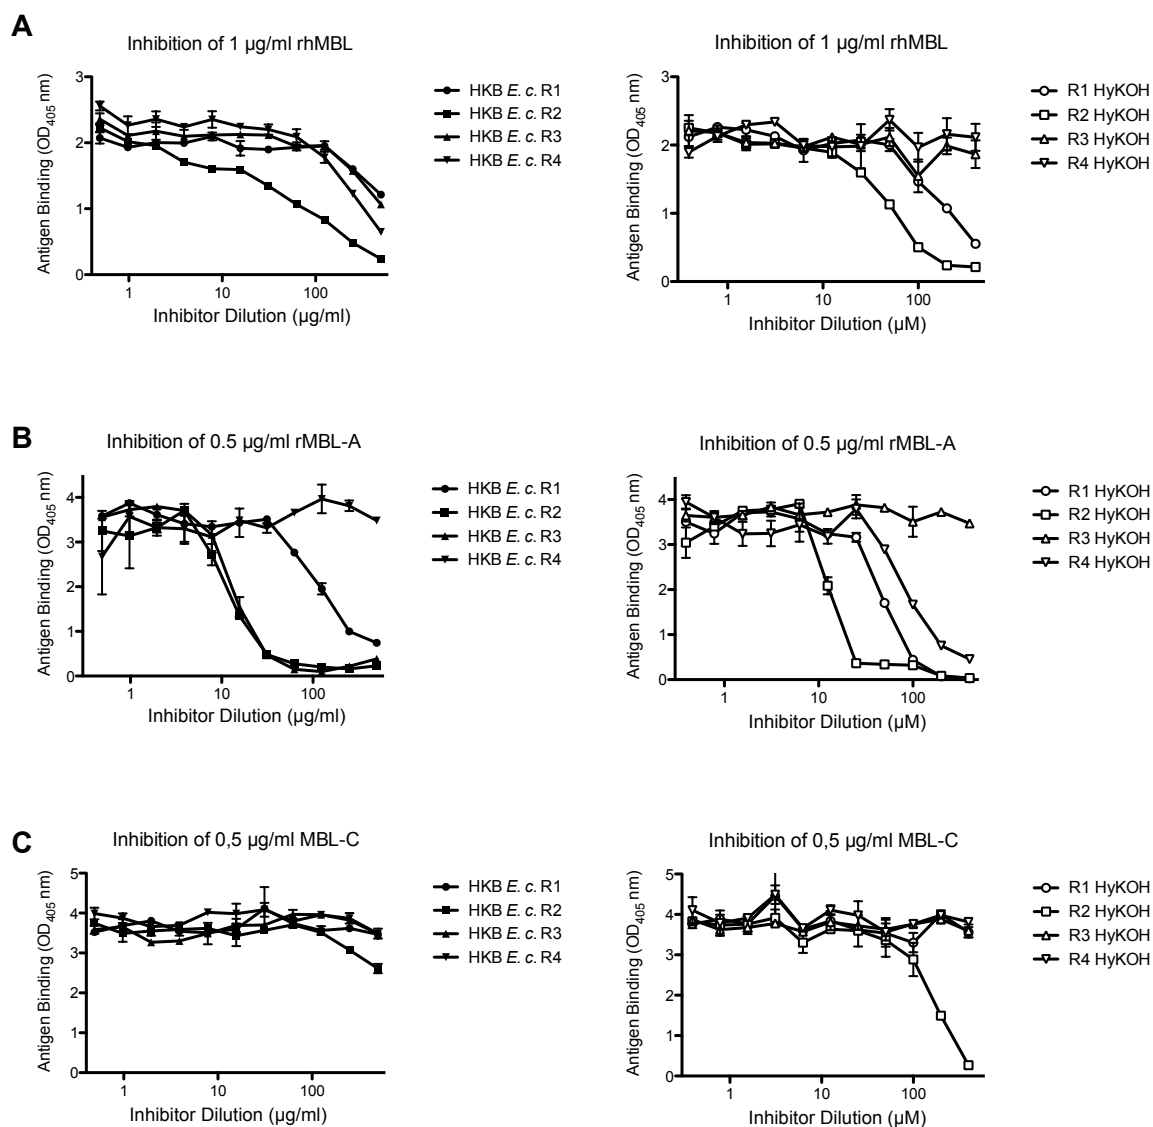 A
Inhibition of 1 µg/ml rhMBL
Antigen Binding (OD405 nm)
3
2
1
0
1
10
100
Inhibitor Dilution (µg/ml)
HKB E. c. R1
HKB E. c. R2
HKB E. c. R3
HKB E. c. R4
Inhibition of 1 µg/ml rhMBL
Antigen Binding (OD405 nm)
3
2
1
0
1
10
100
Inhibitor Dilution (µM)
R1 HyKOH
R2 HyKOH
R3 HyKOH
R4 HyKOH
B
Inhibition of 0.5 µg/ml rMBL-A
Antigen Binding (OD405 nm)
4
3
2
1
0
1
10
100
Inhibitor Dilution (µg/ml)
HKB E. c. R1
HKB E. c. R2
HKB E. c. R3
HKB E. c. R4
Inhibition of 0.5 µg/ml rMBL-A
Antigen Binding (OD405 nm)
4
3
2
1
0
1
10
100
Inhibitor Dilution (µM)
R1 HyKOH
R2 HyKOH
R3 HyKOH
R4 HyKOH
C
Inhibition of 0,5 µg/ml MBL-C
Antigen Binding (OD405 nm)
5
4
3
2
1
0
1
10
100
Inhibitor Dilution (µg/ml)
HKB E. c. R1
HKB E. c. R2
HKB E. c. R3
HKB E. c. R4
Inhibition of 0,5 µg/ml MBL-C
Antigen Binding (OD405 nm)
5
4
3
2
1
0
1
10
100
Inhibitor Dilution (µM)
R1 HyKOH
R2 HyKOH
R3 HyKOH
R4 HyKOH